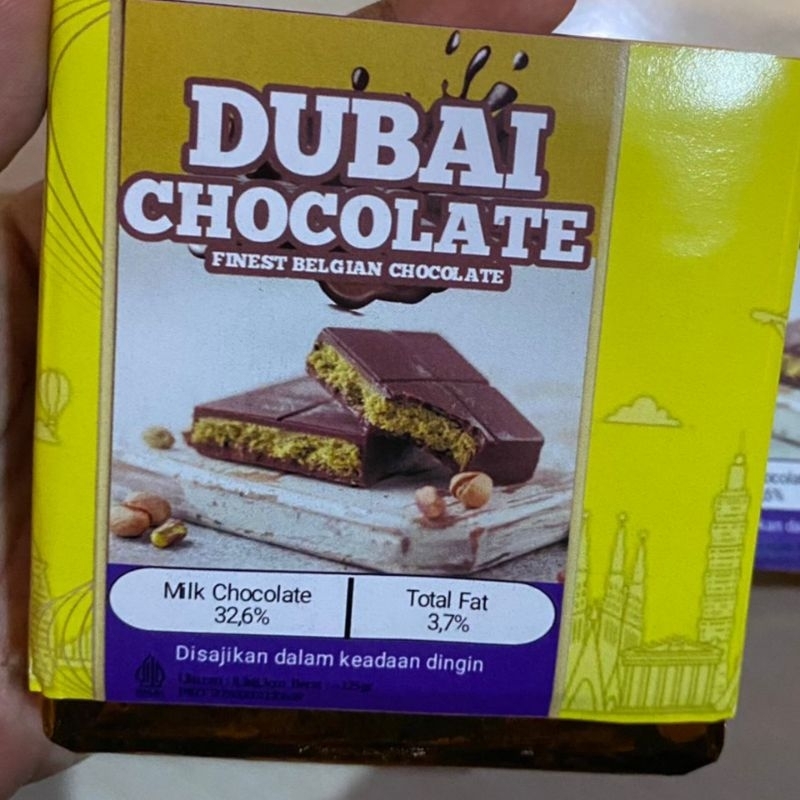 DUBAI
CHOCOLATE
FINEST BELGIAN CHOCOLATE
Milk Chocolate
32,6%
Total Fat
3,7%
Disajikan dalam keadaan dingin